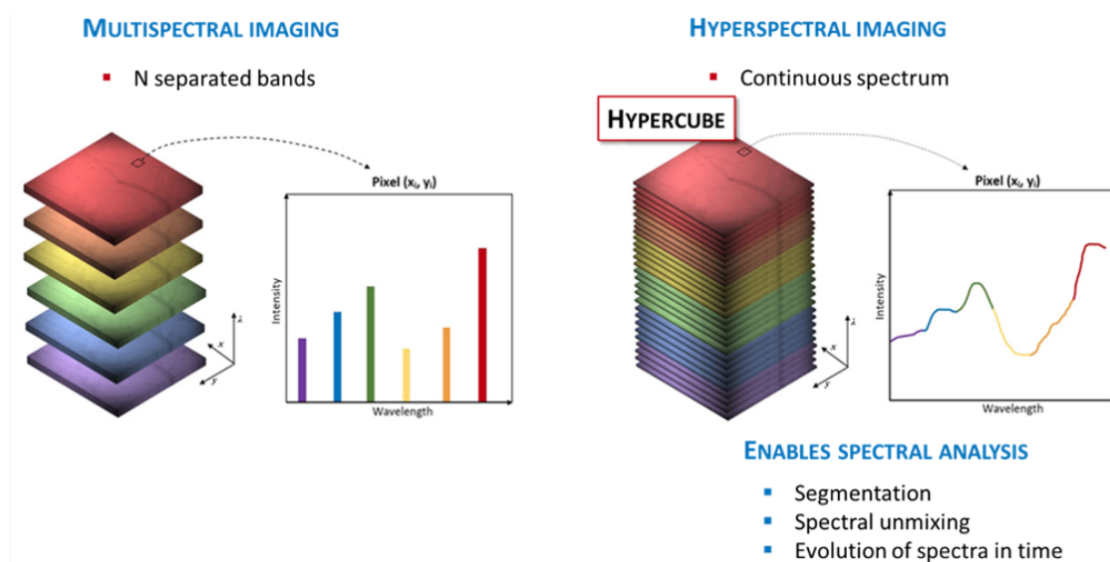 MULTISPECTRAL IMAGING
▪ N separated bands
Pixel (xᵢ, yᵢ)
Intensity
Wavelength
λ
x
y
HYPERSPECTRAL IMAGING
▪ Continuous spectrum
HYPERCUBE
Pixel (xᵢ, yᵢ)
Intensity
Wavelength
λ
x
y
ENABLES SPECTRAL ANALYSIS
▪ Segmentation
▪ Spectral unmixing
▪ Evolution of spectra in time